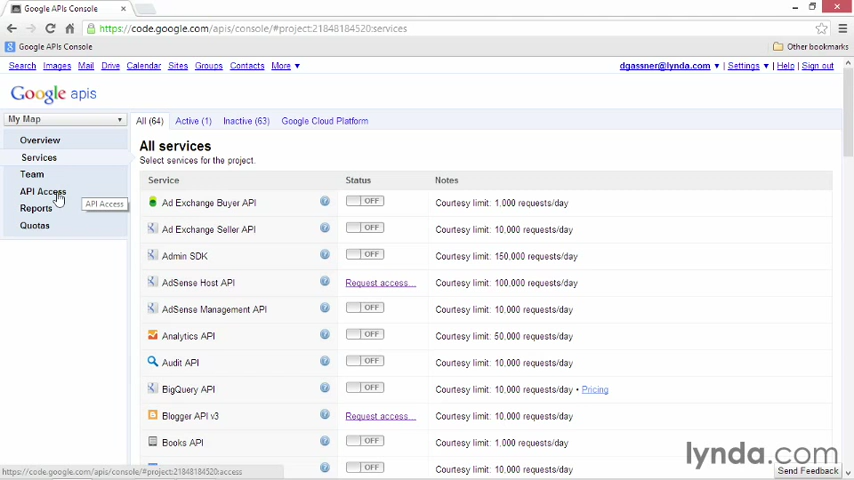 Google APIs Console
https://code.google.com/apis/console/#project:21848184520:services
Google APIs Console
Other bookmarks
Search Images Mail Drive Calendar Sites Groups Contacts More ▼
dgassner@lynda.com ▼ Settings ▼ Help Sign out
Google apis
My Map
All (64) Active (1) Inactive (63) Google Cloud Platform
Overview
Services
Team
API Access
API Access
Reports
Quotas
All services
Select services for the project.
Service Status Notes
Ad Exchange Buyer API OFF Courtesy limit: 1,000 requests/day
Ad Exchange Seller API OFF Courtesy limit: 10,000 requests/day
Admin SDK OFF Courtesy limit: 150,000 requests/day
AdSense Host API Request access... Courtesy limit: 100,000 requests/day
AdSense Management API OFF Courtesy limit: 10,000 requests/day
Analytics API OFF Courtesy limit: 50,000 requests/day
Audit API OFF Courtesy limit: 10,000 requests/day
BigQuery API OFF Courtesy limit: 10,000 requests/day • Pricing
Blogger API v3 Request access... Courtesy limit: 10,000 requests/day
Books API OFF Courtesy limit: 1,000 requests/day
OFF Courtesy limit: 10,000 requests/day
lynda.com
https://code.google.com/apis/console/#project:21848184520:access
Send Feedback